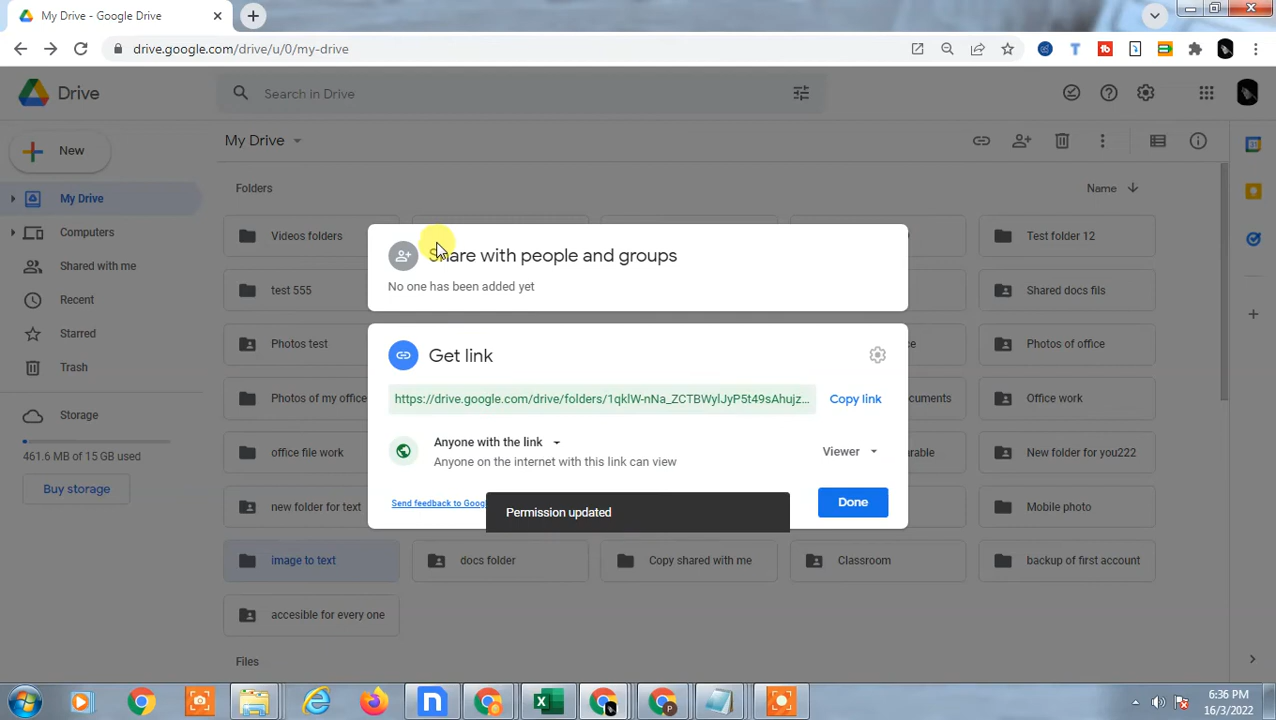 My Drive - Google Drive
drive.google.com/drive/u/0/my-drive
Drive
Search in Drive
New
My Drive
My Drive
Computers
Shared with me
Recent
Starred
Trash
Storage
461.6 MB of 15 GB used
Buy storage
Folders
Name
Videos folders
Test folder 12
test 555
Shared docs fils
Photos test
Photos of office
Photos of my office
Office work
office file work
New folder for you222
new folder for test
Mobile photo
image to text
docs folder
Copy shared with me
Classroom
backup of first account
accesible for every one
Files
Share with people and groups
No one has been added yet
Get link
https://drive.google.com/drive/folders/1qklW-nNa_ZCTBWylJyP5t49sAhujz...
Copy link
Anyone with the link
Anyone on the internet with this link can view
Viewer
Send feedback to Goog
Permission updated
Done
6:36 PM
16/3/2022